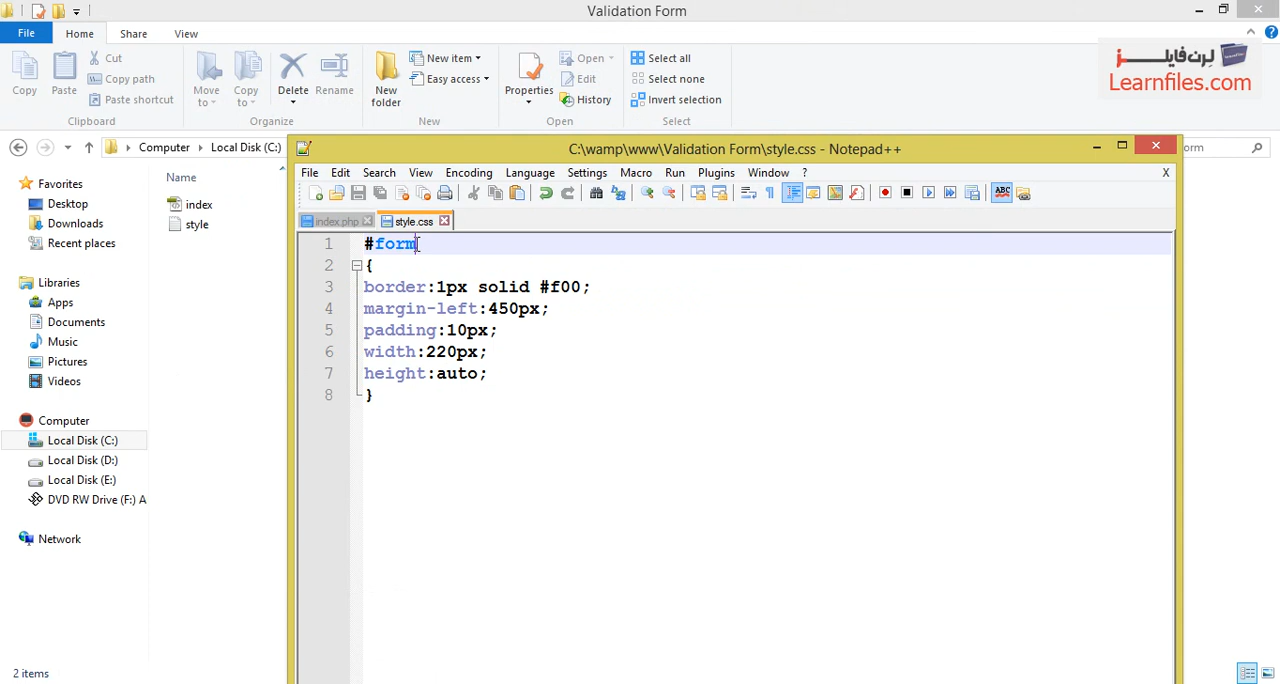 Validation Form
File Home Share View
Copy
Paste
Cut
Copy path
Paste shortcut
Clipboard
Move to
Copy to
Delete
Rename
Organize
New folder
New item
Easy access
New
Properties
Open
Edit
History
Open
Select all
Select none
Invert selection
Select
لرن‌فایلز
Learnfiles.com
Computer Local Disk (C:)
orm
Favorites
Desktop
Downloads
Recent places
Libraries
Apps
Documents
Music
Pictures
Videos
Computer
Local Disk (C:)
Local Disk (D:)
Local Disk (E:)
DVD RW Drive (F:) A
Network
Name
index
style
C:\wamp\www\Validation Form\style.css - Notepad++
File Edit Search View Encoding Language Settings Macro Run Plugins Window ? X
ABC
index.php style.css
1 #form
2 {
3 border:1px solid #f00;
4 margin-left:450px;
5 padding:10px;
6 width:220px;
7 height:auto;
8 }
2 items